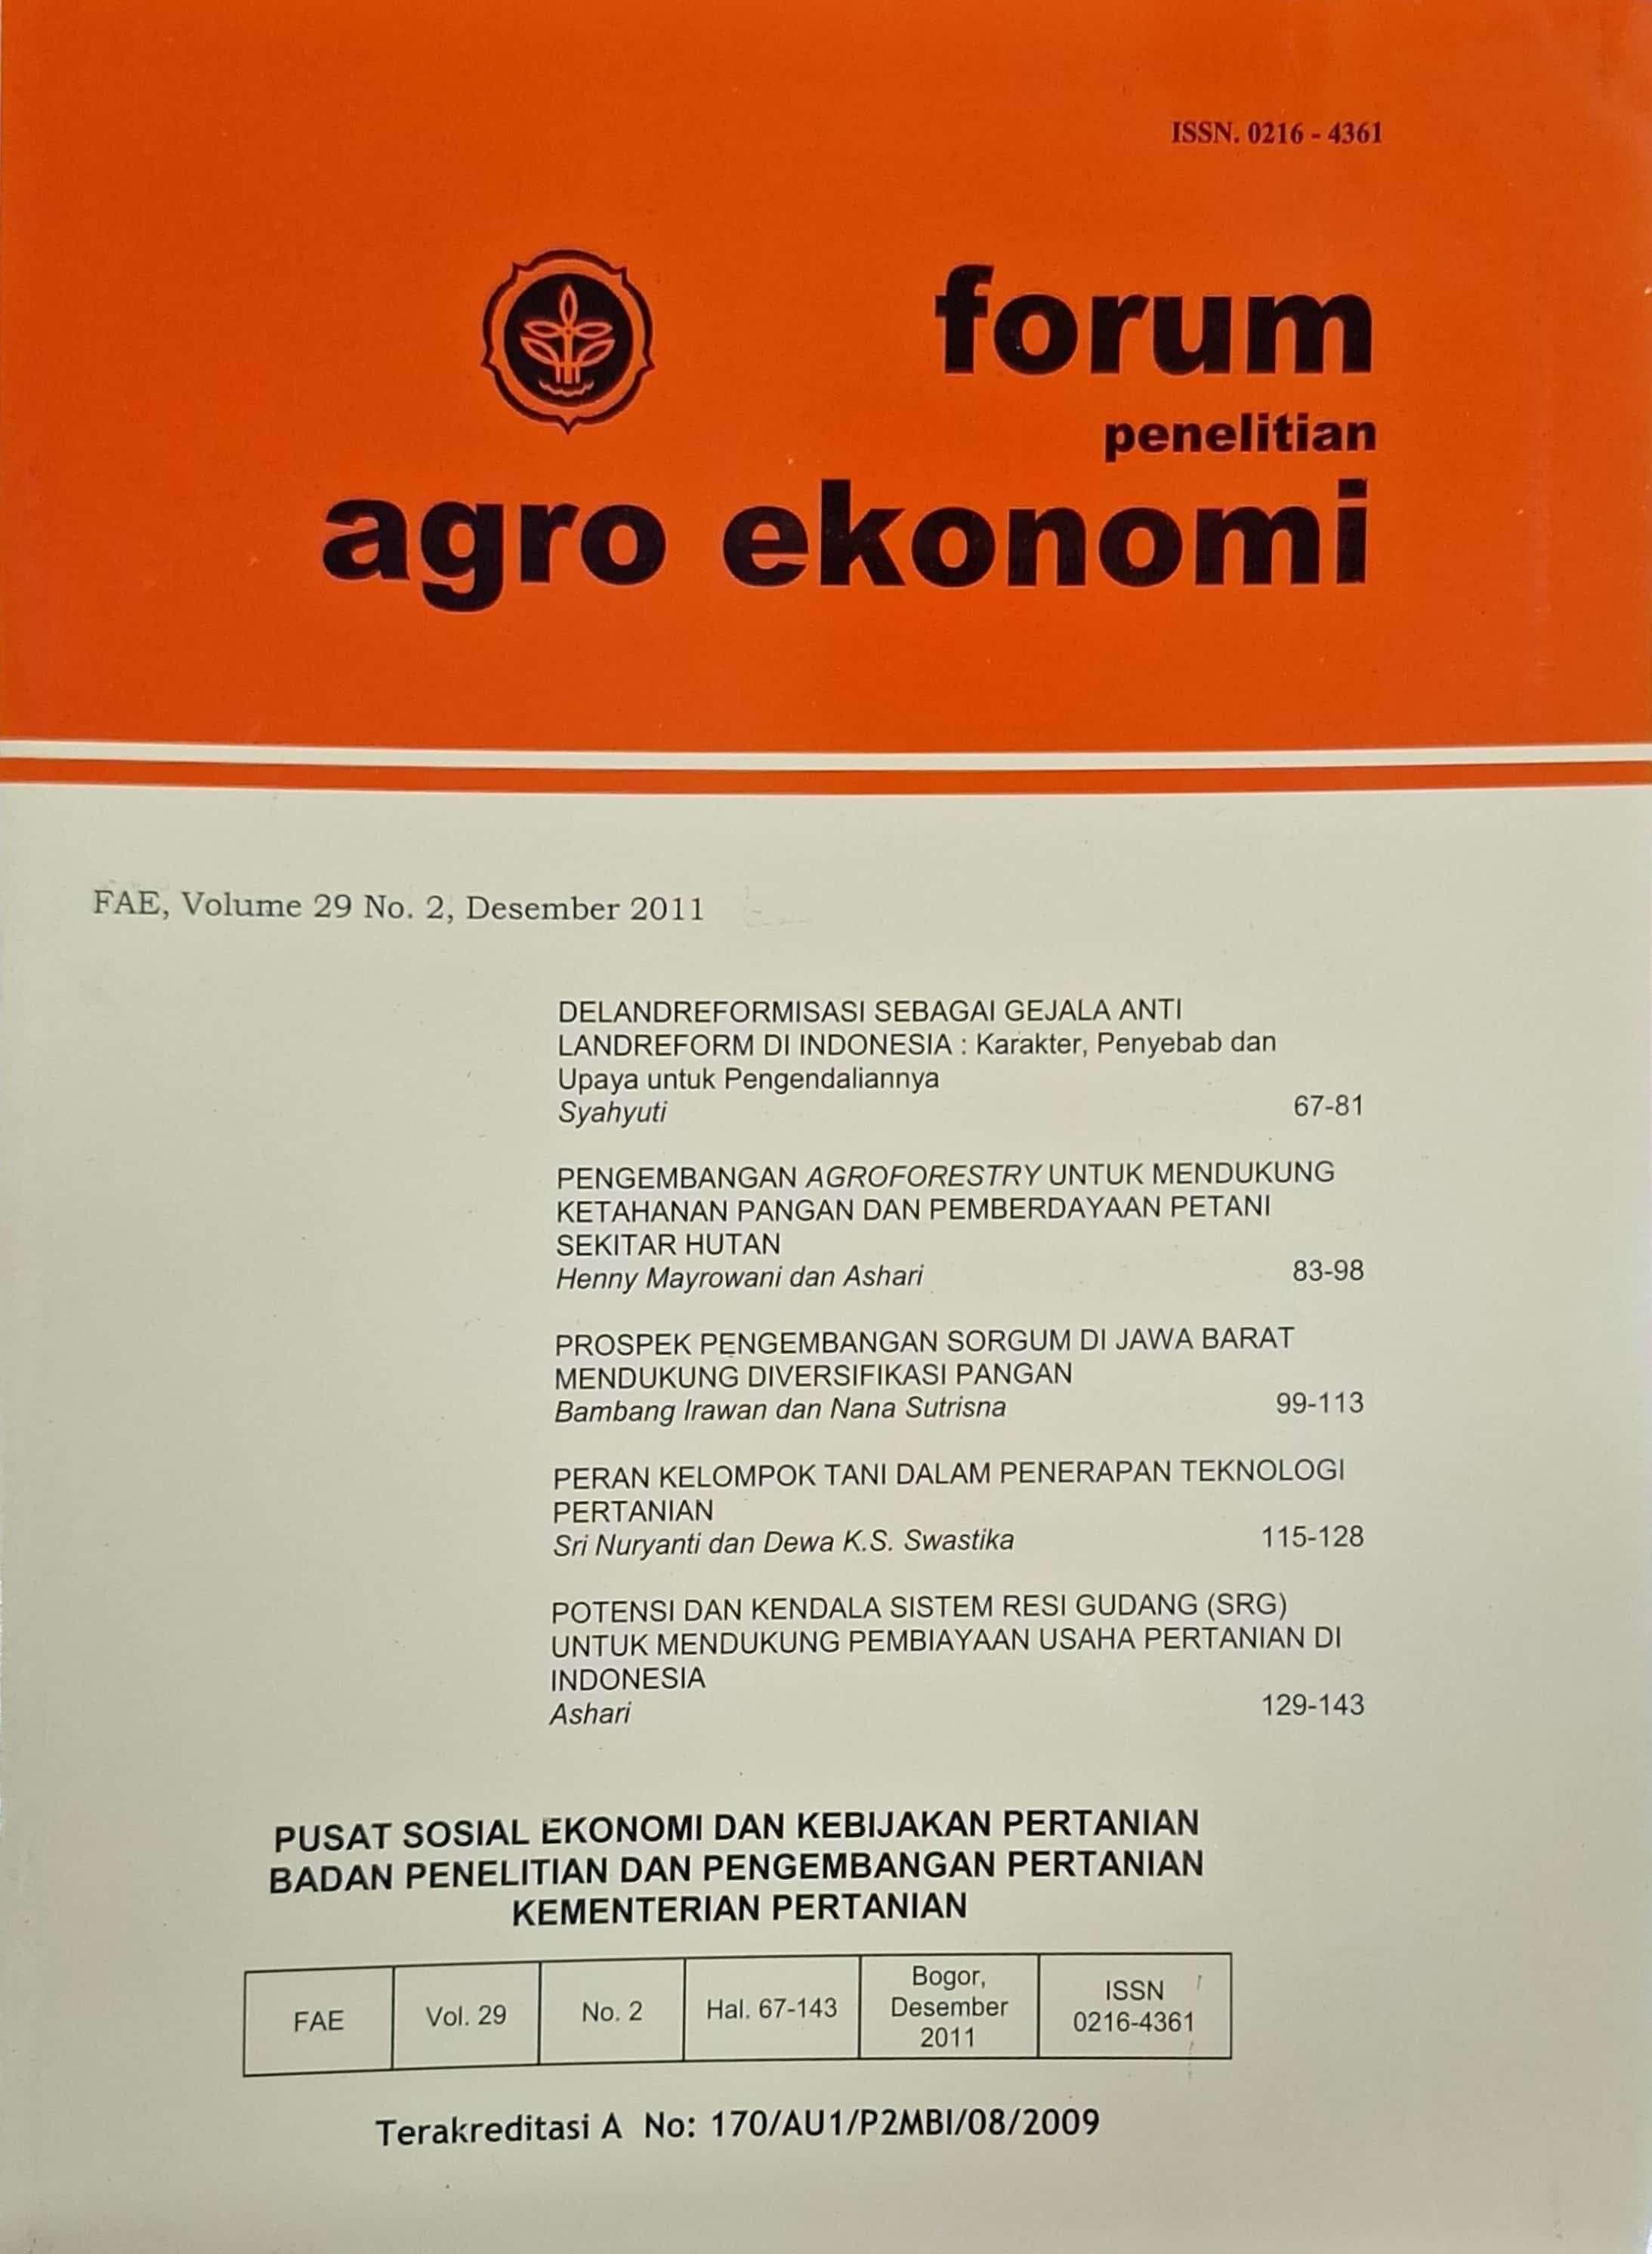 ISSN. 0216 - 4361
forum
penelitian
agro ekonomi
FAE, Volume 29 No. 2, Desember 2011
DELANDREFORMISASI SEBAGAI GEJALA ANTI
LANDREFORM DI INDONESIA : Karakter, Penyebab dan
Upaya untuk Pengendaliannya
Syahyuti 67-81
PENGEMBANGAN AGROFORESTRY UNTUK MENDUKUNG
KETAHANAN PANGAN DAN PEMBERDAYAAN PETANI
SEKITAR HUTAN
Henny Mayrowani dan Ashari 83-98
PROSPEK PENGEMBANGAN SORGUM DI JAWA BARAT
MENDUKUNG DIVERSIFIKASI PANGAN
Bambang Irawan dan Nana Sutrisna 99-113
PERAN KELOMPOK TANI DALAM PENERAPAN TEKNOLOGI
PERTANIAN
Sri Nuryanti dan Dewa K.S. Swastika 115-128
POTENSI DAN KENDALA SISTEM RESI GUDANG (SRG)
UNTUK MENDUKUNG PEMBIAYAAN USAHA PERTANIAN DI
INDONESIA
Ashari 129-143
PUSAT SOSIAL EKONOMI DAN KEBIJAKAN PERTANIAN
BADAN PENELITIAN DAN PENGEMBANGAN PERTANIAN
KEMENTERIAN PERTANIAN
FAE
Vol. 29
No. 2
Hal. 67-143
Bogor,
Desember
2011
ISSN
0216-4361
Terakreditasi A No: 170/AU1/P2MBI/08/2009